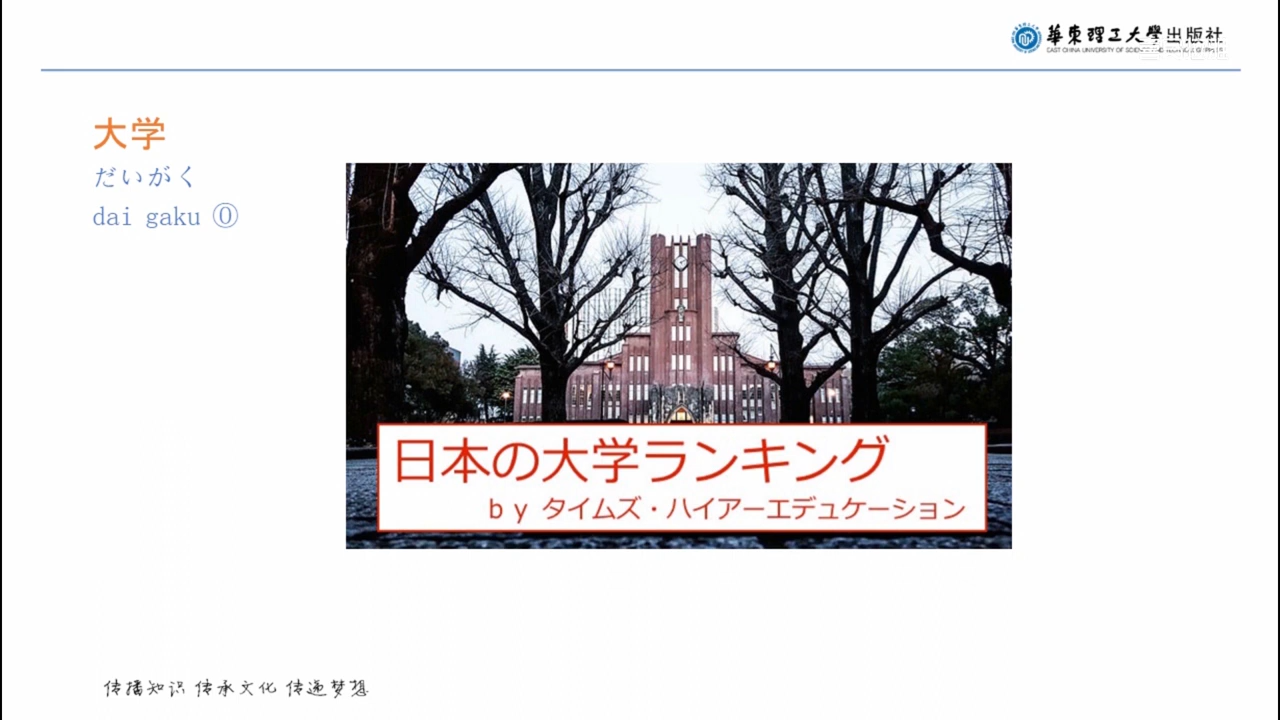 華東理工大學出版社
大学
だいがく
dai gaku ⓪
日本の大学ランキング
by タイムズ・ハイアーエデュケーション
传播知识 传承文化 传递梦想